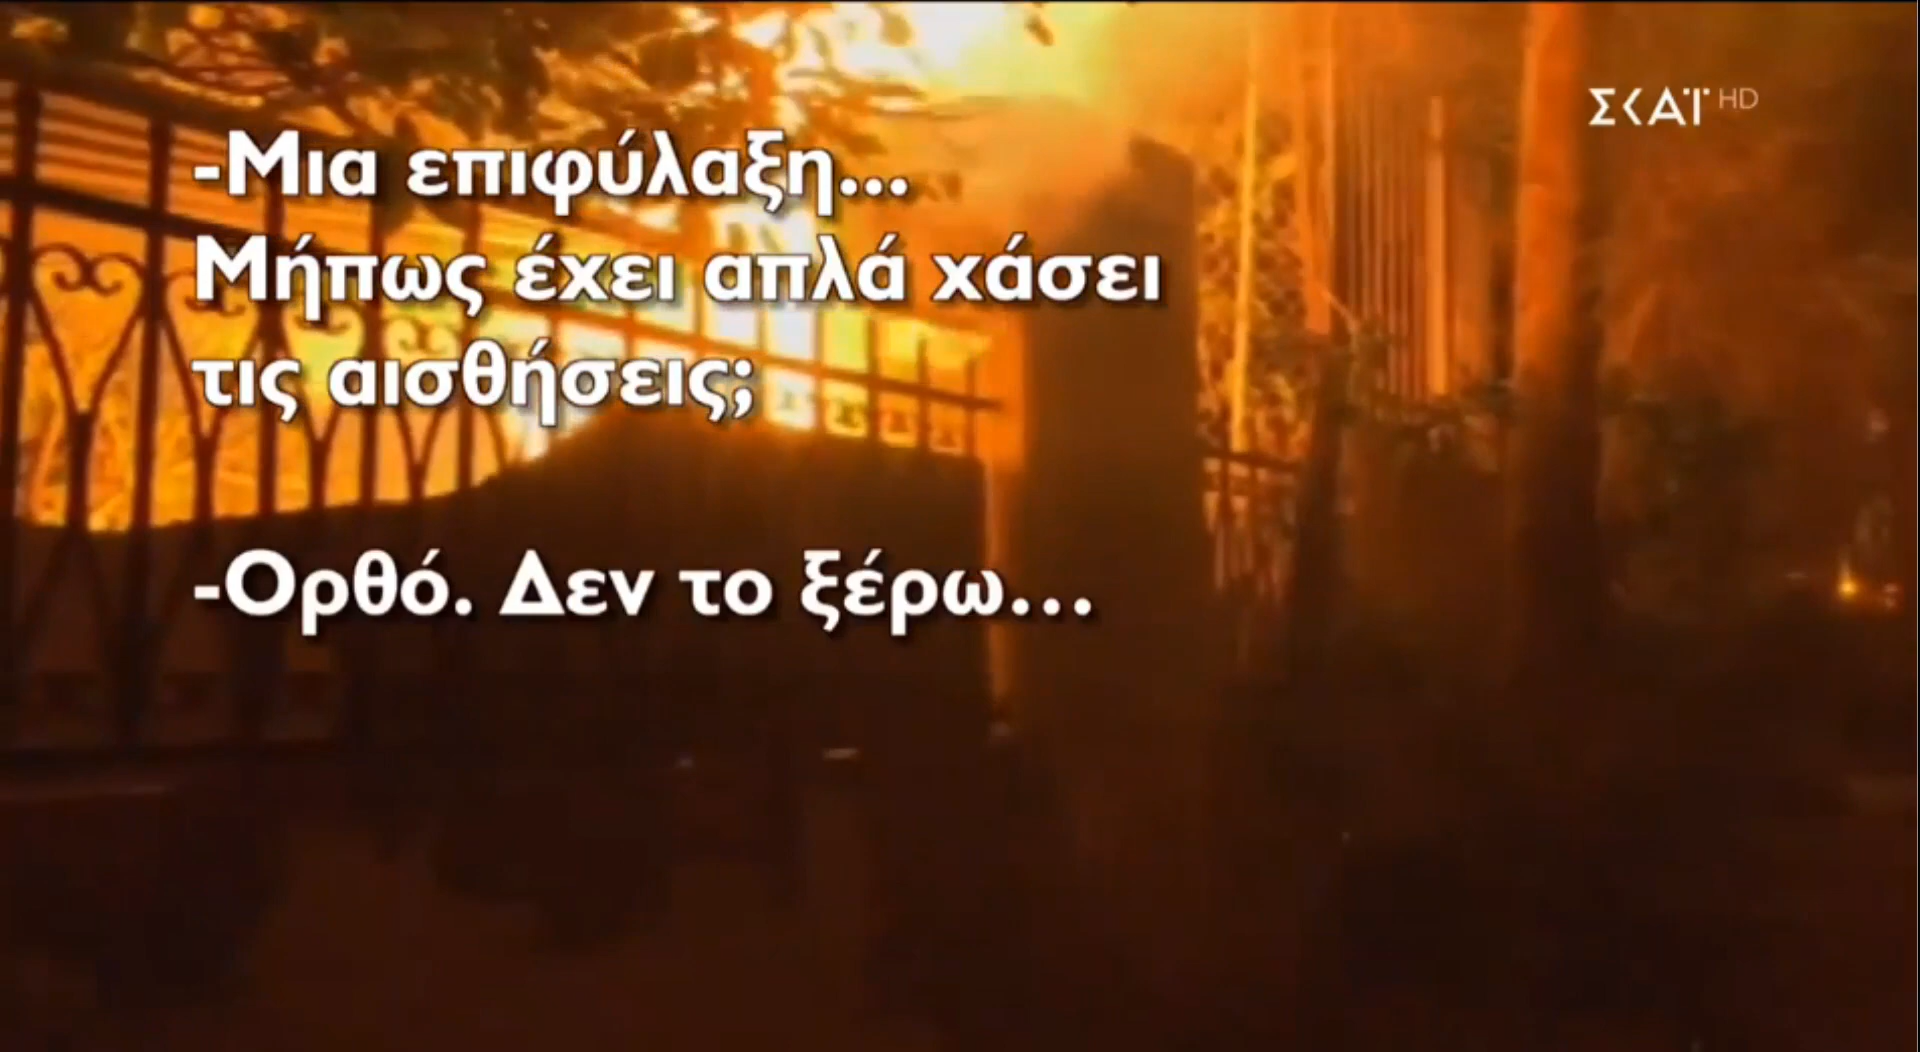 ΣΚΑΪ HD
-Μια επιφύλαξη...
Μήπως έχει απλά χάσει
τις αισθήσεις;
-Ορθό. Δεν το ξέρω...